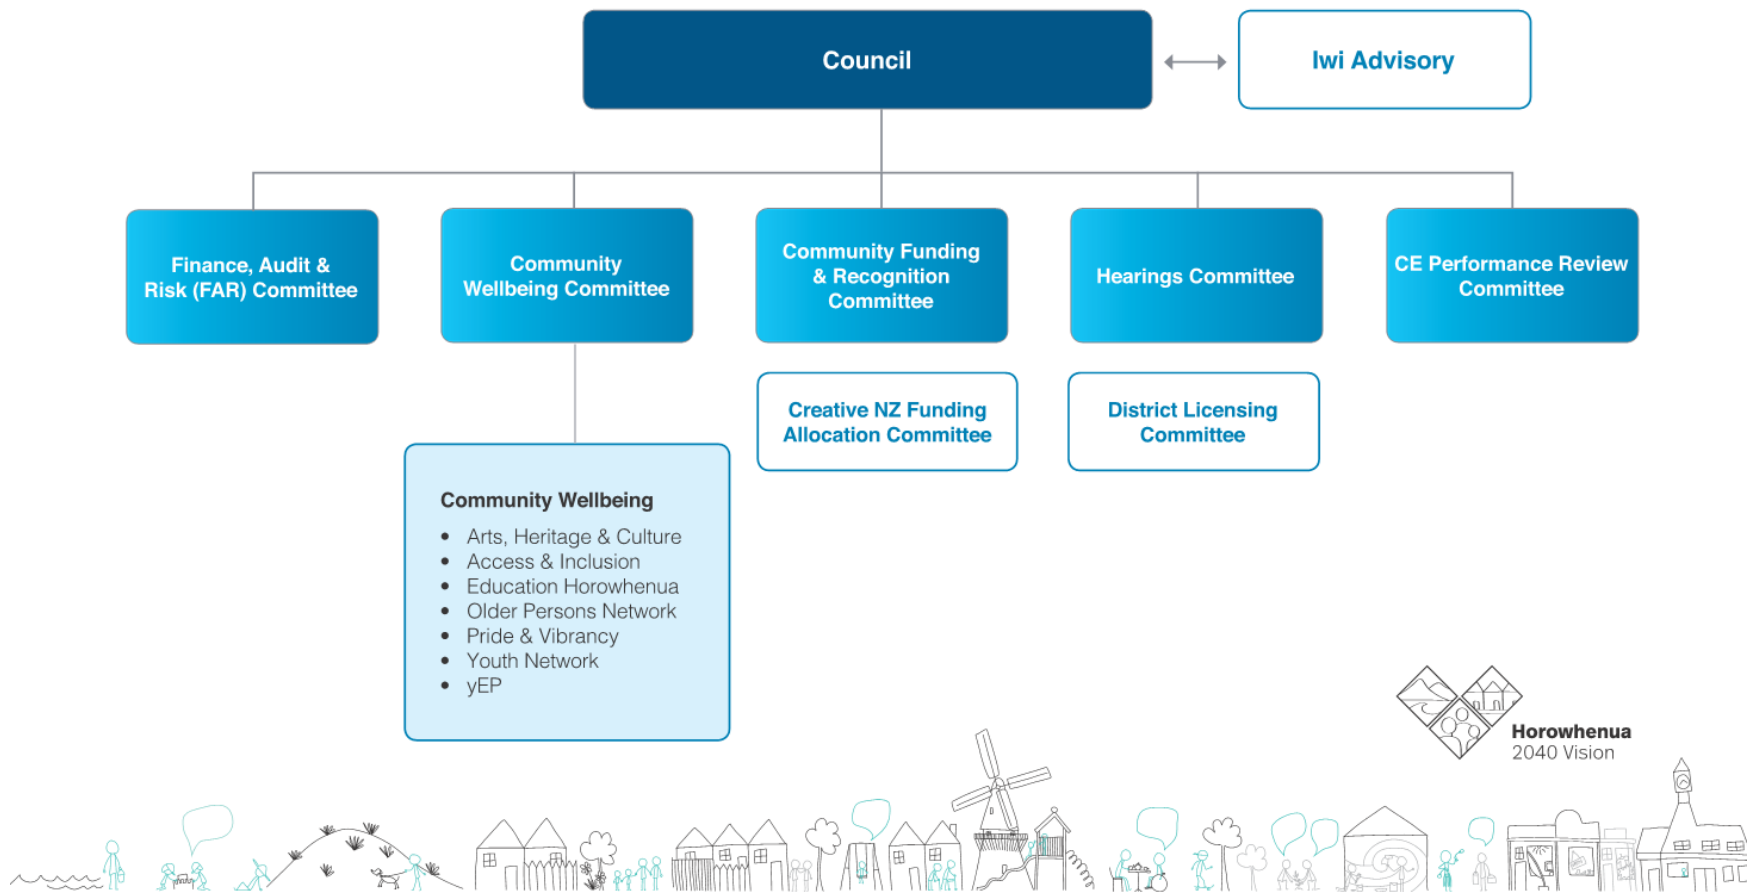 Council
Iwi Advisory
Finance, Audit &
Risk (FAR) Committee
Community
Wellbeing Committee
Community Funding
& Recognition
Committee
Hearings Committee
CE Performance Review
Committee
Creative NZ Funding
Allocation Committee
District Licensing
Committee
Community Wellbeing
• Arts, Heritage & Culture
• Access & Inclusion
• Education Horowhenua
• Older Persons Network
• Pride & Vibrancy
• Youth Network
• yEP
Horowhenua
2040 Vision